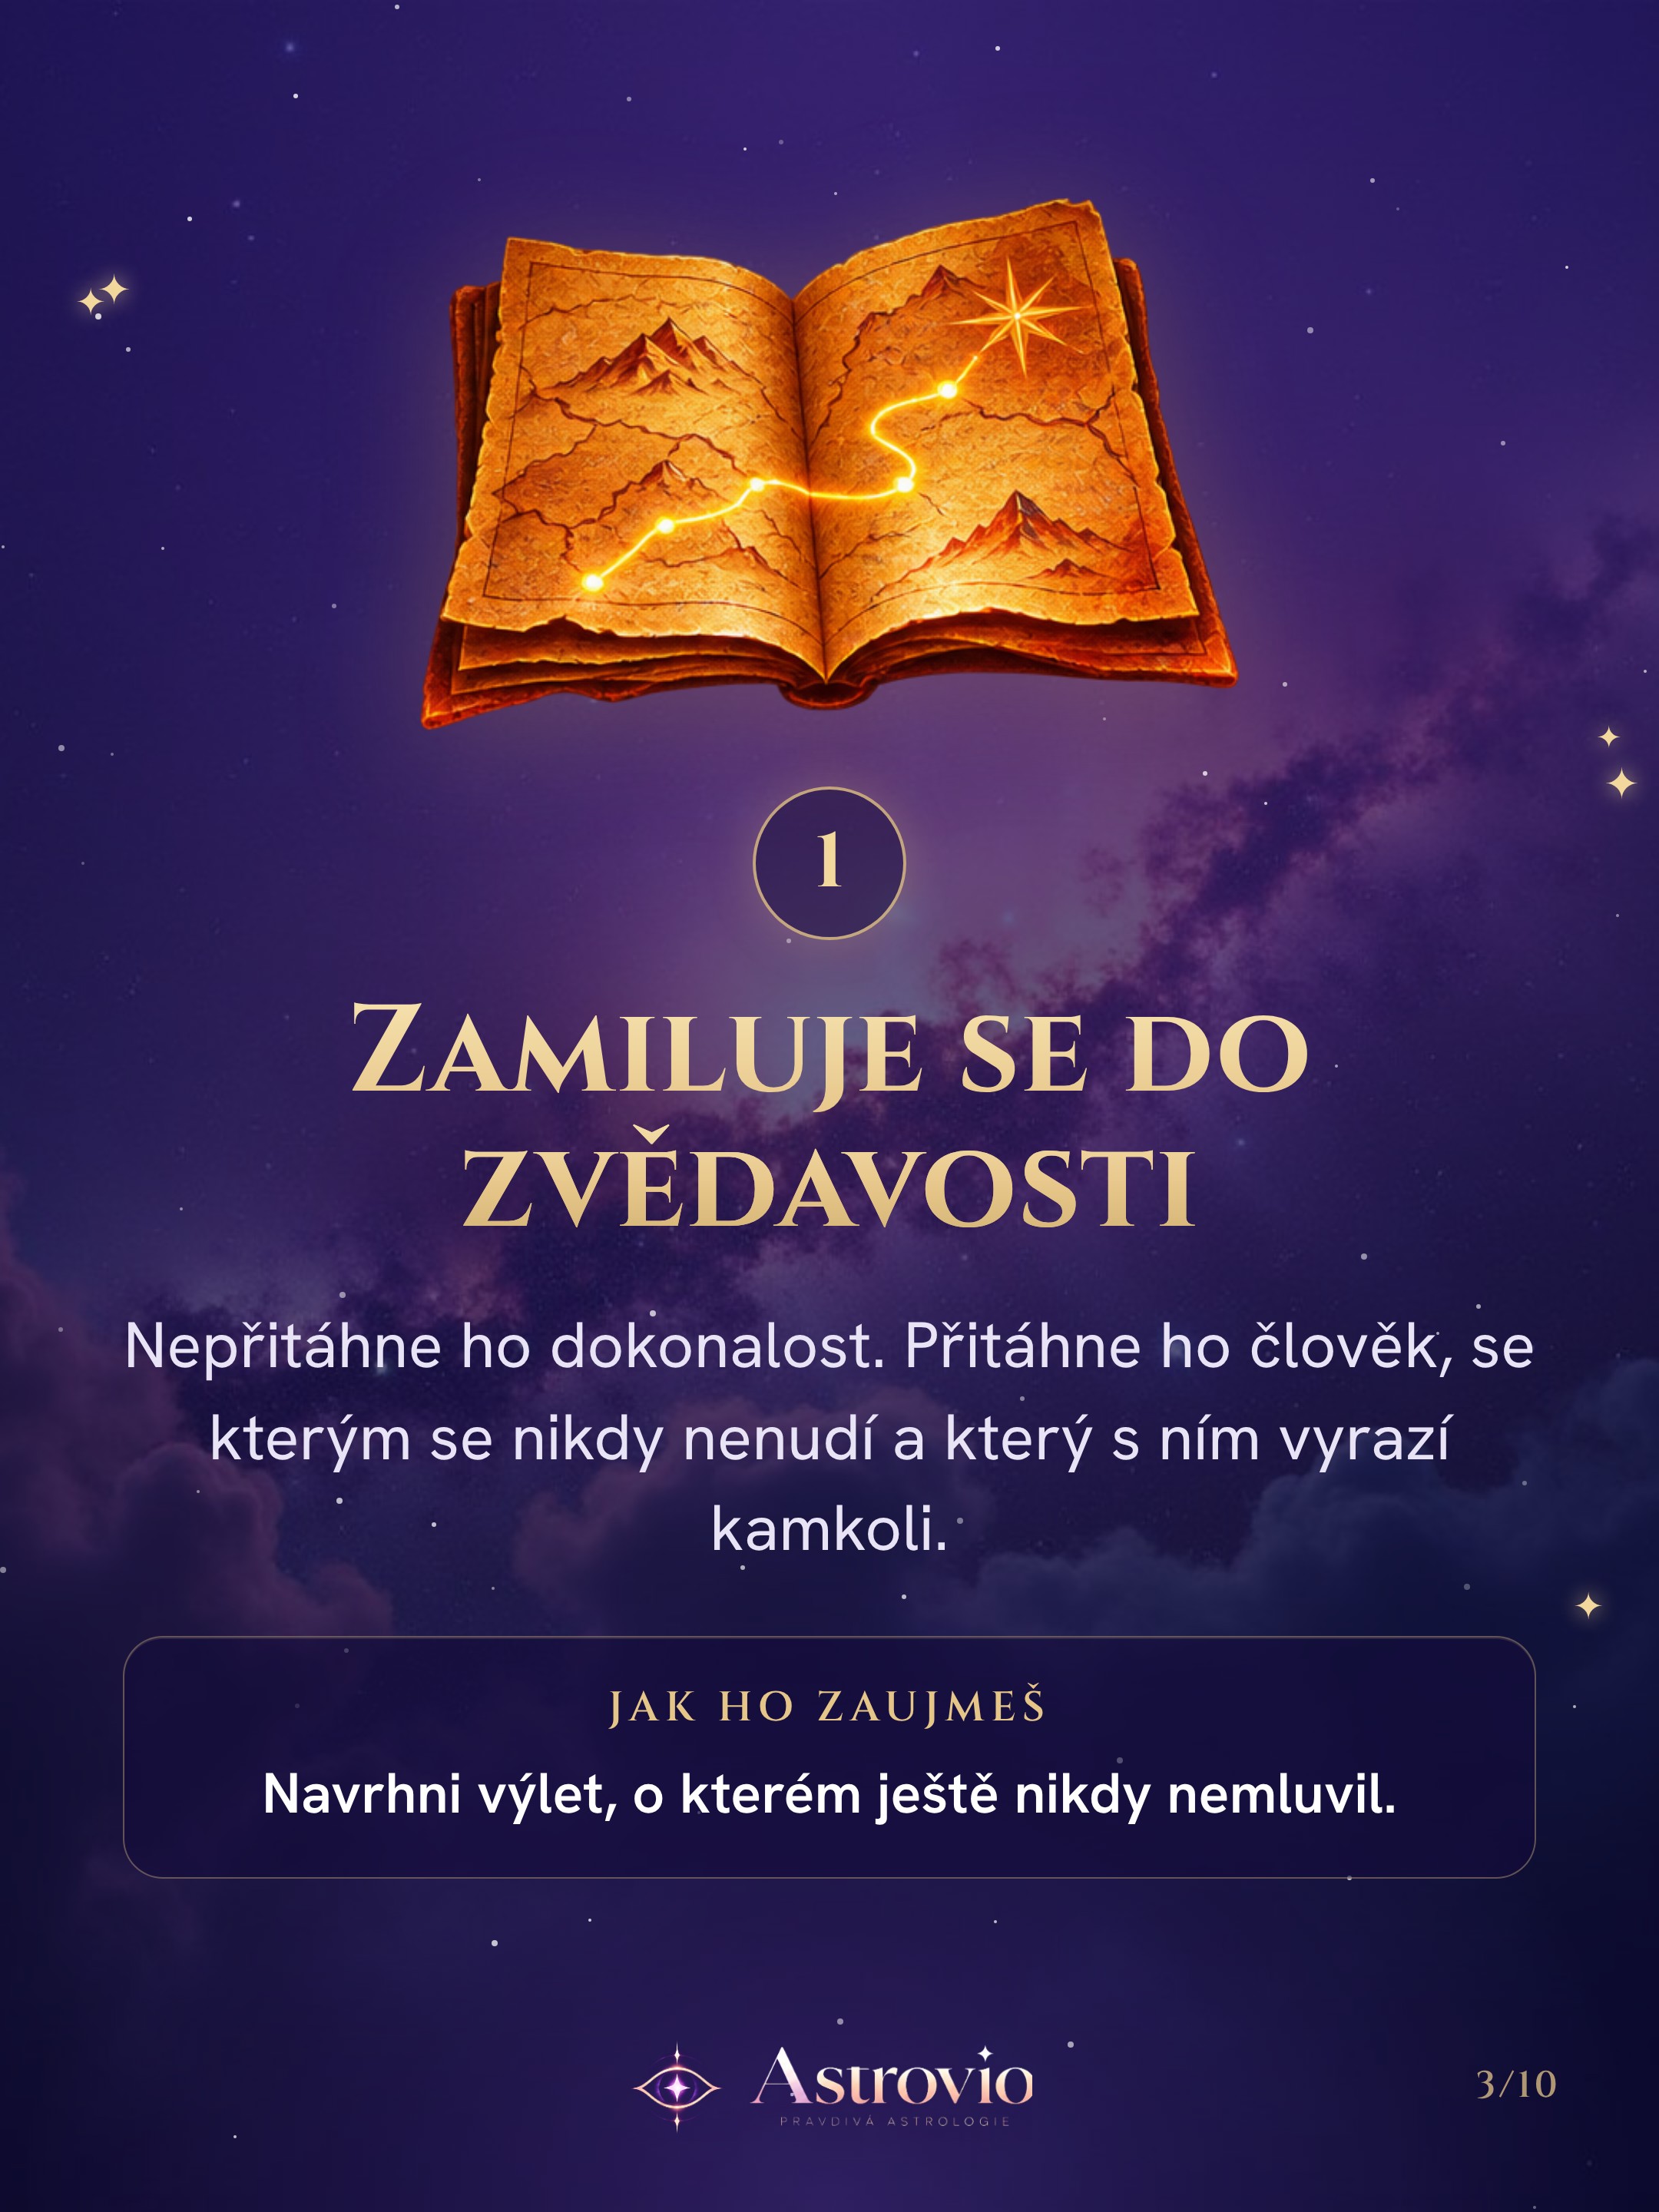 1
Zamiluje se do
zvědavosti
Nepřitáhne ho dokonalost. Přitáhne ho člověk, se
kterým se nikdy nenudí a který s ním vyrazí
kamkoli.
JAK HO ZAUJMEŠ
Navrhni výlet, o kterém ještě nikdy nemluvil.
Astrovio
PRAVDIVÁ ASTROLOGIE
3/10